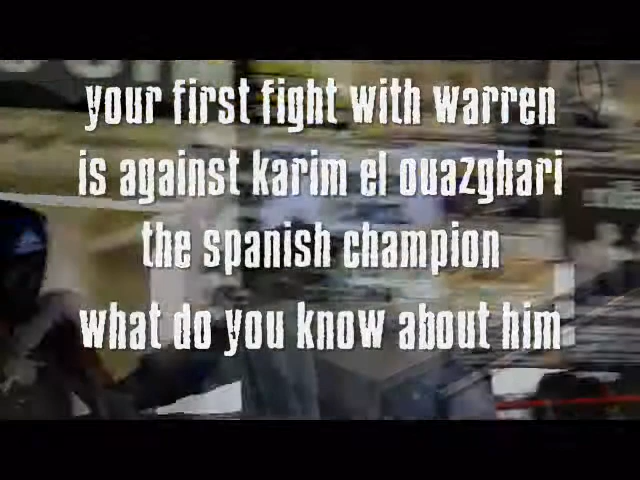 your first fight with warren
is against karim el ouazghari
the spanish champion
what do you know about him